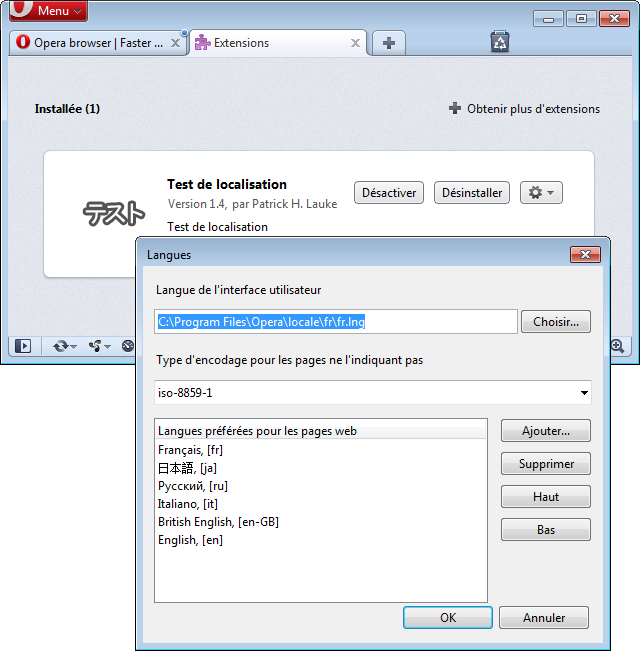 Menu
Opera browser | Faster ...
Extensions
Installée (1)
Obtenir plus d'extensions
テスト
Test de localisation
Version 1.4, par Patrick H. Lauke
Test de localisation
Désactiver
Désinstaller
Langues
Langue de l'interface utilisateur
C:\Program Files\Opera\locale\fr\fr.lng
Choisir...
Type d'encodage pour les pages ne l'indiquant pas
iso-8859-1
Langues préférées pour les pages web
Français, [fr]
日本語, [ja]
Русский, [ru]
Italiano, [it]
British English, [en-GB]
English, [en]
Ajouter...
Supprimer
Haut
Bas
OK
Annuler